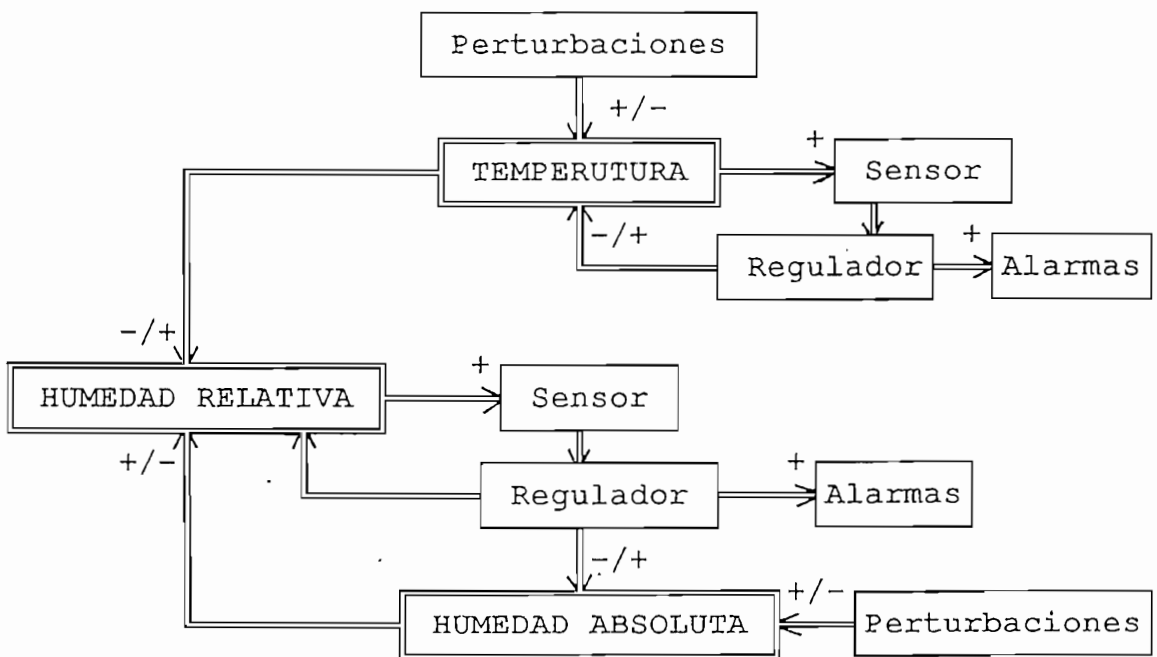 Perturbaciones
+/-
TEMPERUTURA
+
Sensor
-/+
Regulador
+
Alarmas
-/+
HUMEDAD RELATIVA
+
Sensor
+/-
Regulador
+
Alarmas
-/+
HUMEDAD ABSOLUTA
+/-
Perturbaciones